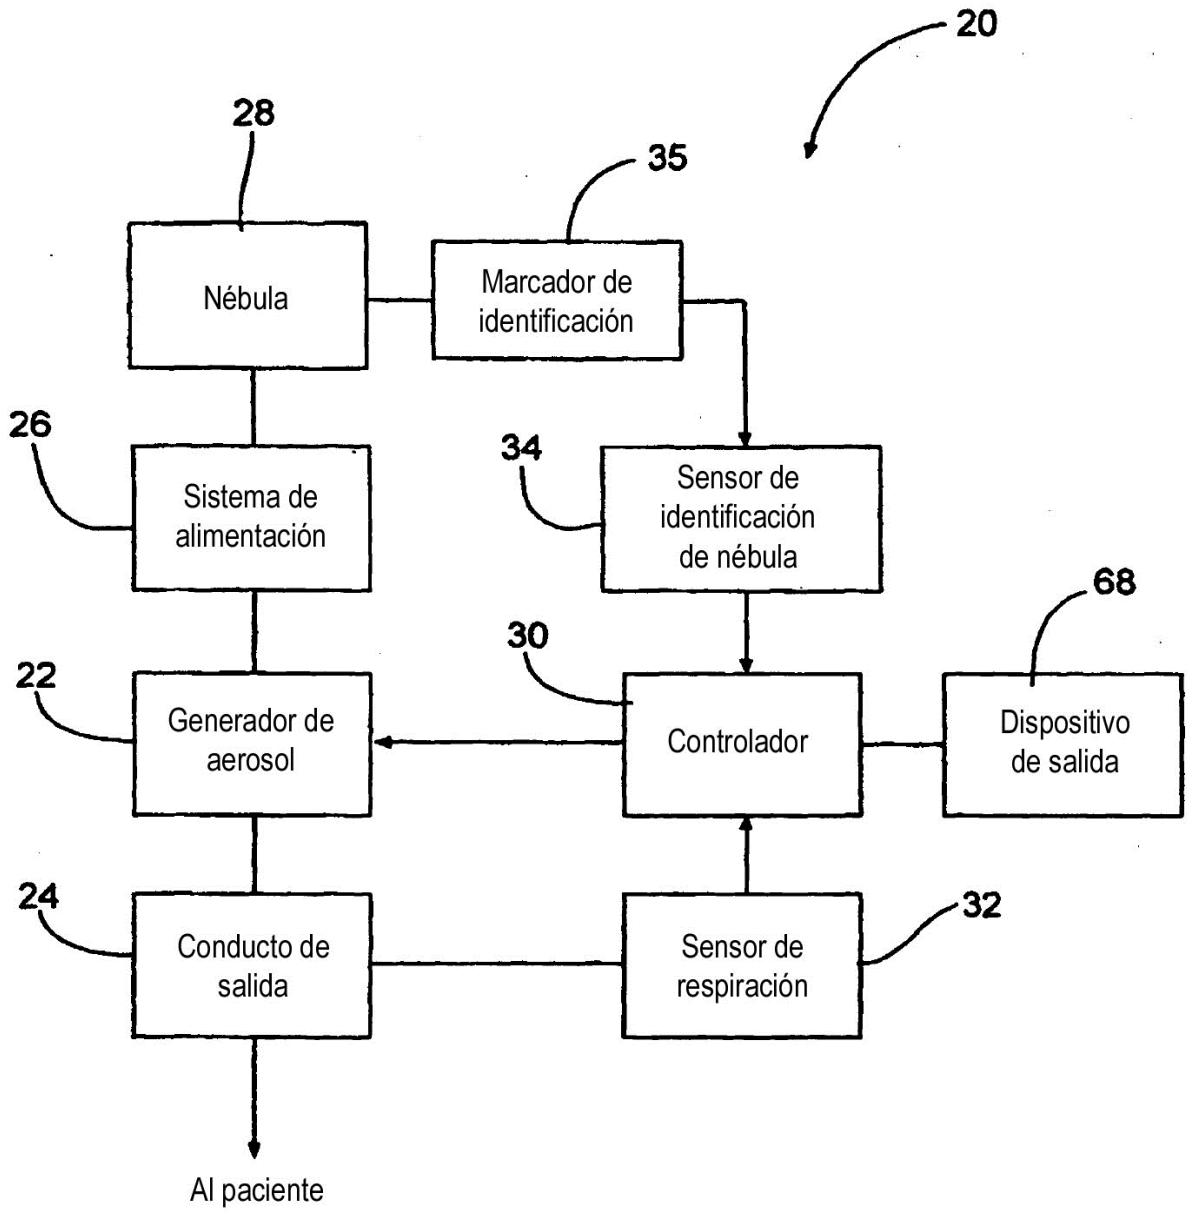 20
28
35
Nébula
Marcador de
identificación
26
34
Sistema de
alimentación
Sensor de
identificación
de nébula
68
22
30
Generador de
aerosol
Controlador
Dispositivo
de salida
24
32
Conducto de
salida
Sensor de
respiración
Al paciente